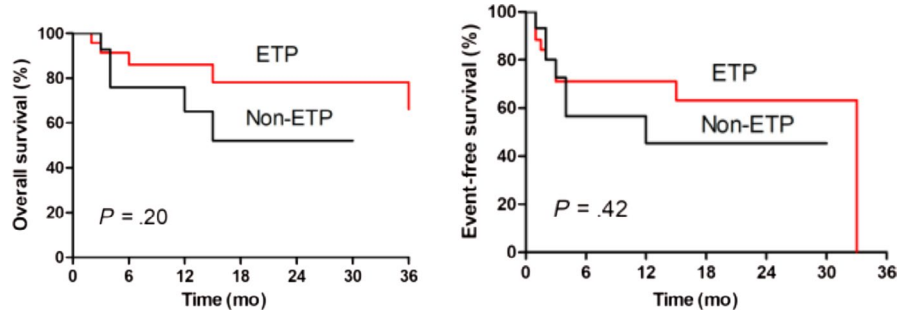 Overall survival (%)
100
80
60
40
20
0
ETP
Non-ETP
P = .20
0 6 12 18 24 30 36
Time (mo)
Event-free survival (%)
100
80
60
40
20
0
ETP
Non-ETP
P = .42
0 6 12 18 24 30 36
Time (mo)